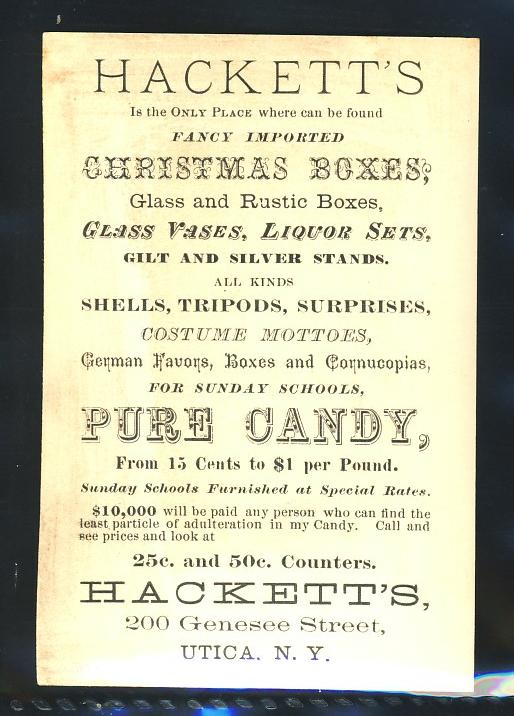 HACKETT'S
Is the ONLY PLACE where can be found
FANCY IMPORTED
CHRISTMAS BOXES,
Glass and Rustic Boxes,
GLASS VASES, LIQUOR SETS,
GILT AND SILVER STANDS.
ALL KINDS
SHELLS, TRIPODS, SURPRISES,
COSTUME MOTTOES,
German Favors, Boxes and Cornucopias,
FOR SUNDAY SCHOOLS,
PURE CANDY,
From 15 Cents to $1 per Pound.
Sunday Schools Furnished at Special Rates.
$10,000 will be paid any person who can find the
least particle of adulteration in my Candy. Call and
see prices and look at
25c. and 50c. Counters.
HACKETT'S,
200 Genesee Street,
UTICA. N. Y.